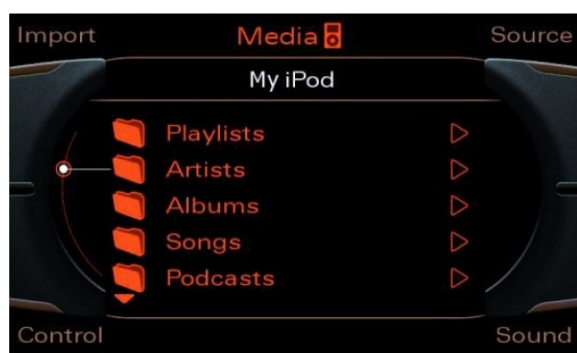 Import Media Source
My iPod
Playlists
Artists
Albums
Songs
Podcasts
Control Sound